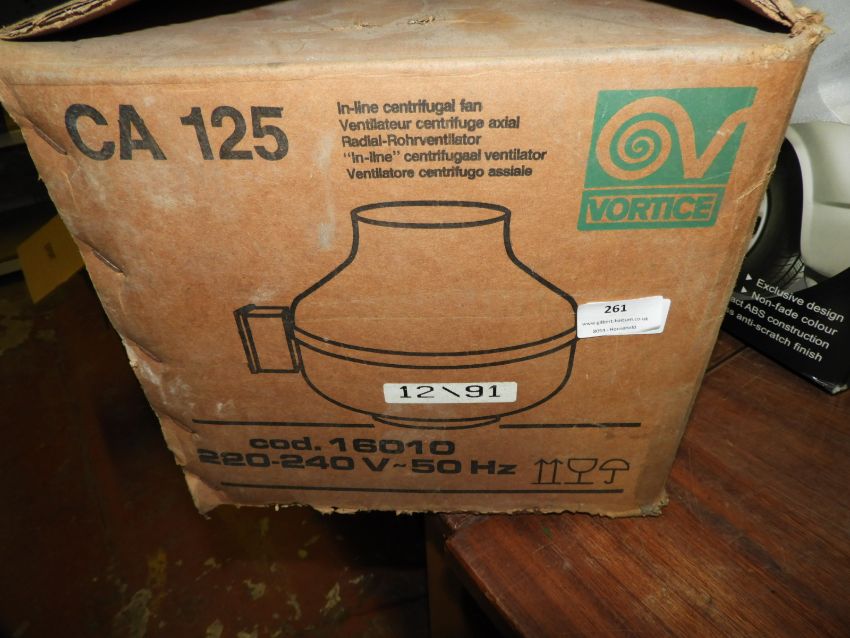 CA 125
In-line centrifugal fan
Ventilateur centrifuge axial
Radial-Rohrventilator
"In-line" centrifugaal ventilator
Ventilatore centrifugo assiale
VORTICE
261
12\91
cod. 16010
220-240 V~50 Hz
Exclusive design
Non-fade colour
ABS construction
anti-scratch finish